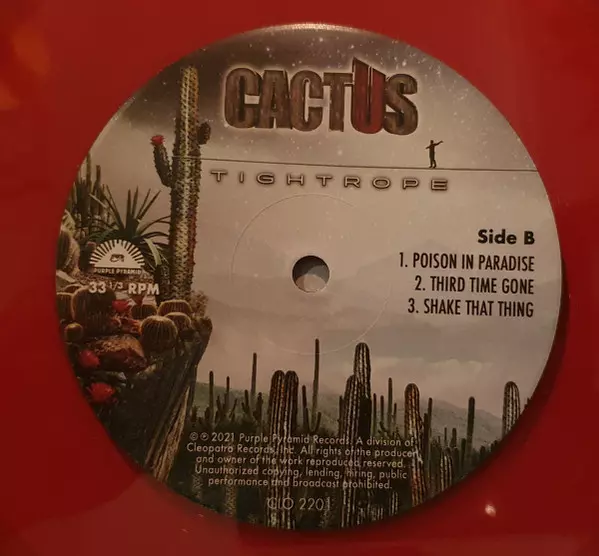 CACTUS
TIGHTROPE
Side B
1. POISON IN PARADISE
2. THIRD TIME GONE
3. SHAKE THAT THING
PURPLE PYRAMID
33 1/3 RPM
© ℗ 2021 Purple Pyramid Records. A division of
Cleopatra Records, Inc. All rights of the producer
and owner of the work reproduced reserved.
Unauthorized copying, lending, hiring, public
performance and broadcast prohibited.
CLO 2201